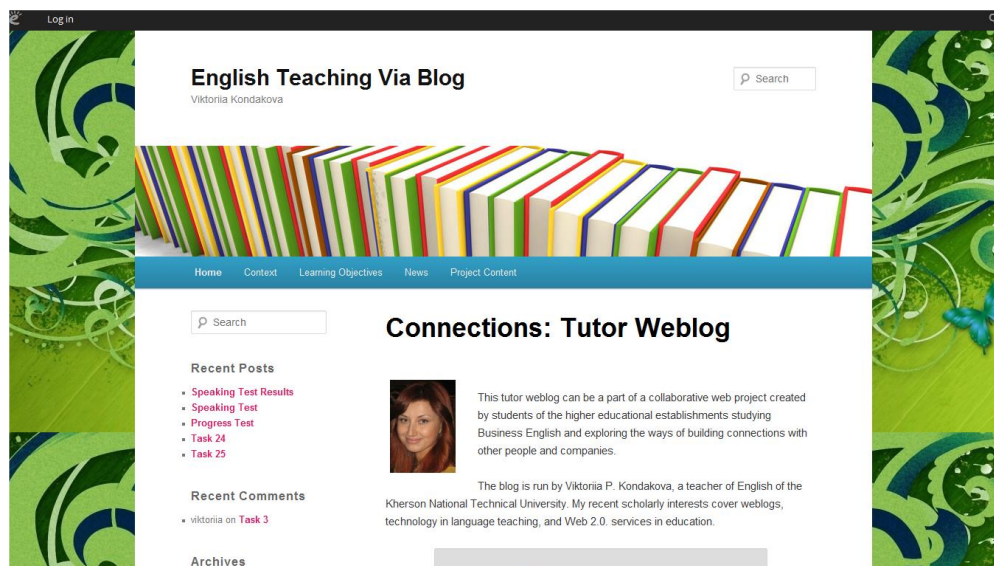 Log in
English Teaching Via Blog
Viktoriia Kondakova
Search
Home Context Learning Objectives News Project Content
Search
Recent Posts
Speaking Test Results
Speaking Test
Progress Test
Task 24
Task 25
Recent Comments
viktoriia on Task 3
Archives
Connections: Tutor Weblog
This tutor weblog can be a part of a collaborative web project created
by students of the higher educational establishments studying
Business English and exploring the ways of building connections with
other people and companies.
The blog is run by Viktoriia P. Kondakova, a teacher of English of the
Kherson National Technical University. My recent scholarly interests cover weblogs,
technology in language teaching, and Web 2.0. services in education.